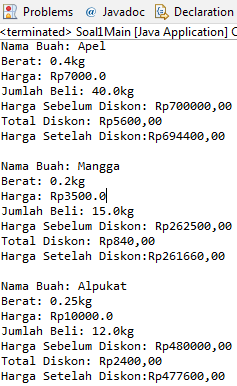 Problems @ Javadoc Declaration
<terminated> Soal1Main [Java Application] C
Nama Buah: Apel
Berat: 0.4kg
Harga: Rp7000.0
Jumlah Beli: 40.0kg
Harga Sebelum Diskon: Rp700000,00
Total Diskon: Rp5600,00
Harga Setelah Diskon:Rp694400,00
Nama Buah: Mangga
Berat: 0.2kg
Harga: Rp3500.0
Jumlah Beli: 15.0kg
Harga Sebelum Diskon: Rp262500,00
Total Diskon: Rp840,00
Harga Setelah Diskon:Rp261660,00
Nama Buah: Alpukat
Berat: 0.25kg
Harga: Rp10000.0
Jumlah Beli: 12.0kg
Harga Sebelum Diskon: Rp480000,00
Total Diskon: Rp2400,00
Harga Setelah Diskon:Rp477600,00